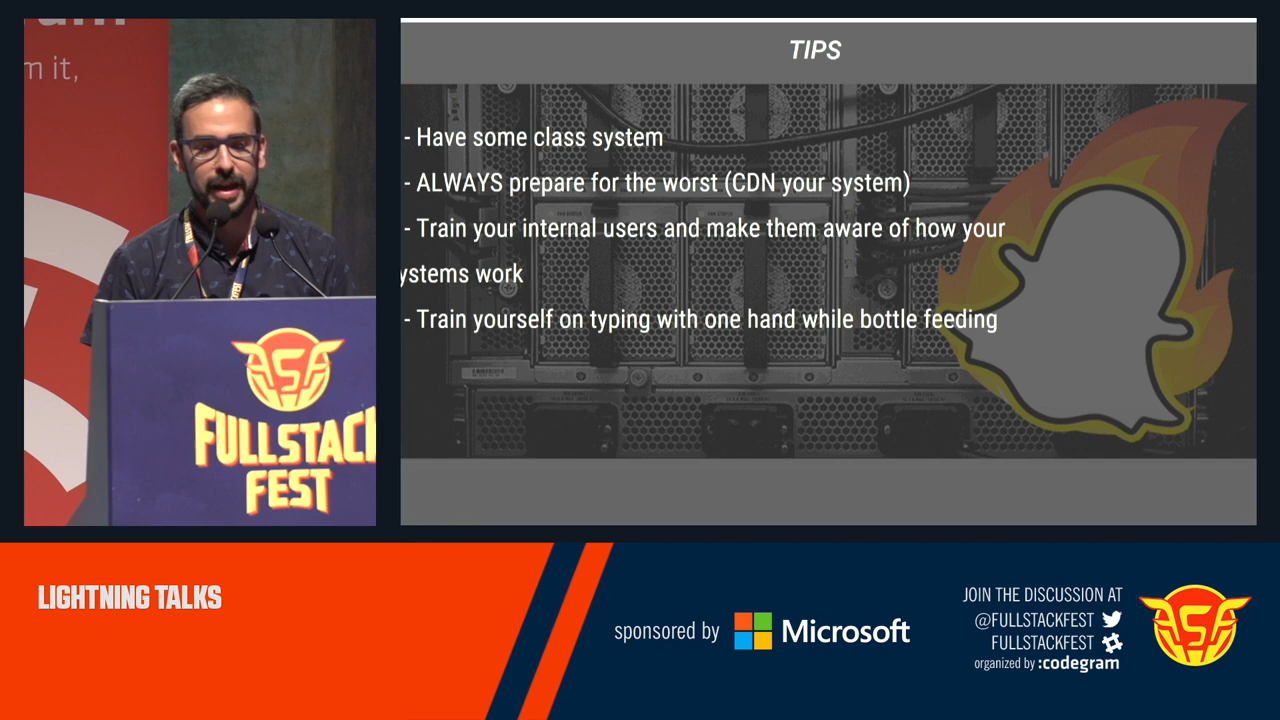 m it,
TIPS
- Have some class system
- ALWAYS prepare for the worst (CDN your system)
- Train your internal users and make them aware of how your
ystems work
- Train yourself on typing with one hand while bottle feeding
FULLSTACK
FEST
LIGHTNING TALKS
sponsored by Microsoft
JOIN THE DISCUSSION AT
@FULLSTACKFEST
FULLSTACKFEST
organized by :codegram